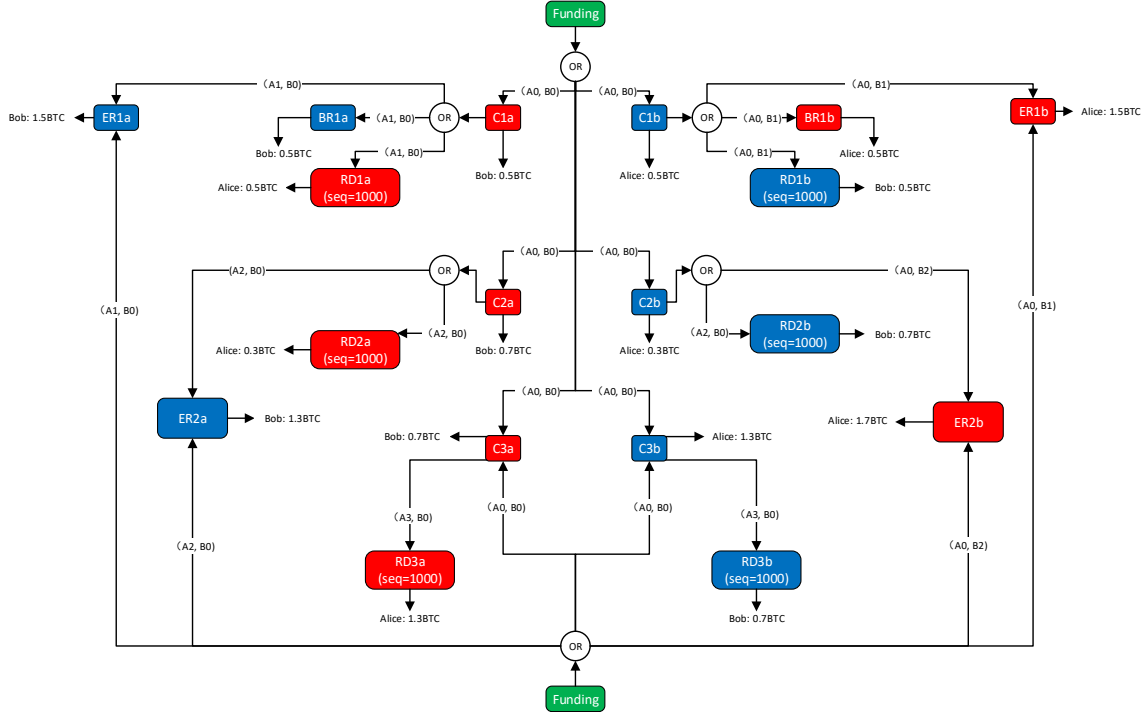 Funding
OR
(A1, B0)
(A0, B0)
(A0, B0)
(A0, B1)
ER1a
Bob: 1.5BTC
BR1a
(A1, B0)
OR
C1a
C1b
OR
(A0, B1)
BR1b
ER1b
Alice: 1.5BTC
Bob: 0.5BTC
(A1, B0)
(A0, B1)
Alice: 0.5BTC
Bob: 0.5BTC
Alice: 0.5BTC
RD1a
(seq=1000)
Alice: 0.5BTC
RD1b
(seq=1000)
Bob: 0.5BTC
(A0, B0)
(A0, B0)
(A2, B0)
OR
OR
(A0, B2)
C2a
C2b
(A1, B0)
(A0, B1)
(A2, B0)
(A2, B0)
RD2a
(seq=1000)
Alice: 0.3BTC
Bob: 0.7BTC
Alice: 0.3BTC
RD2b
(seq=1000)
Bob: 0.7BTC
(A0, B0)
(A0, B0)
ER2a
Bob: 1.3BTC
Alice: 1.7BTC
ER2b
Bob: 0.7BTC
C3a
C3b
Alice: 1.3BTC
(A0, B0)
(A0, B0)
(A3, B0)
(A3, B0)
(A2, B0)
(A0, B2)
RD3a
(seq=1000)
RD3b
(seq=1000)
Alice: 1.3BTC
Bob: 0.7BTC
OR
Funding